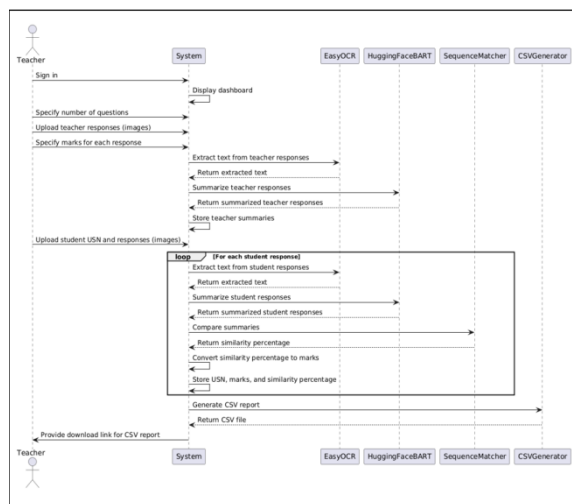 Teacher
System
EasyOCR
HuggingFaceBART
SequenceMatcher
CSVGenerator
Sign in
Display dashboard
Specify number of questions
Upload teacher responses (images)
Specify marks for each response
Extract text from teacher responses
Return extracted text
Summarize teacher responses
Return summarized teacher responses
Store teacher summaries
Upload student USN and responses (images)
loop [For each student response]
Extract text from student responses
Return extracted text
Summarize student responses
Return summarized student responses
Compare summaries
Return similarity percentage
Convert similarity percentage to marks
Store USN, marks, and similarity percentage
Generate CSV report
Return CSV file
Provide download link for CSV report
Teacher
System
EasyOCR
HuggingFaceBART
SequenceMatcher
CSVGenerator